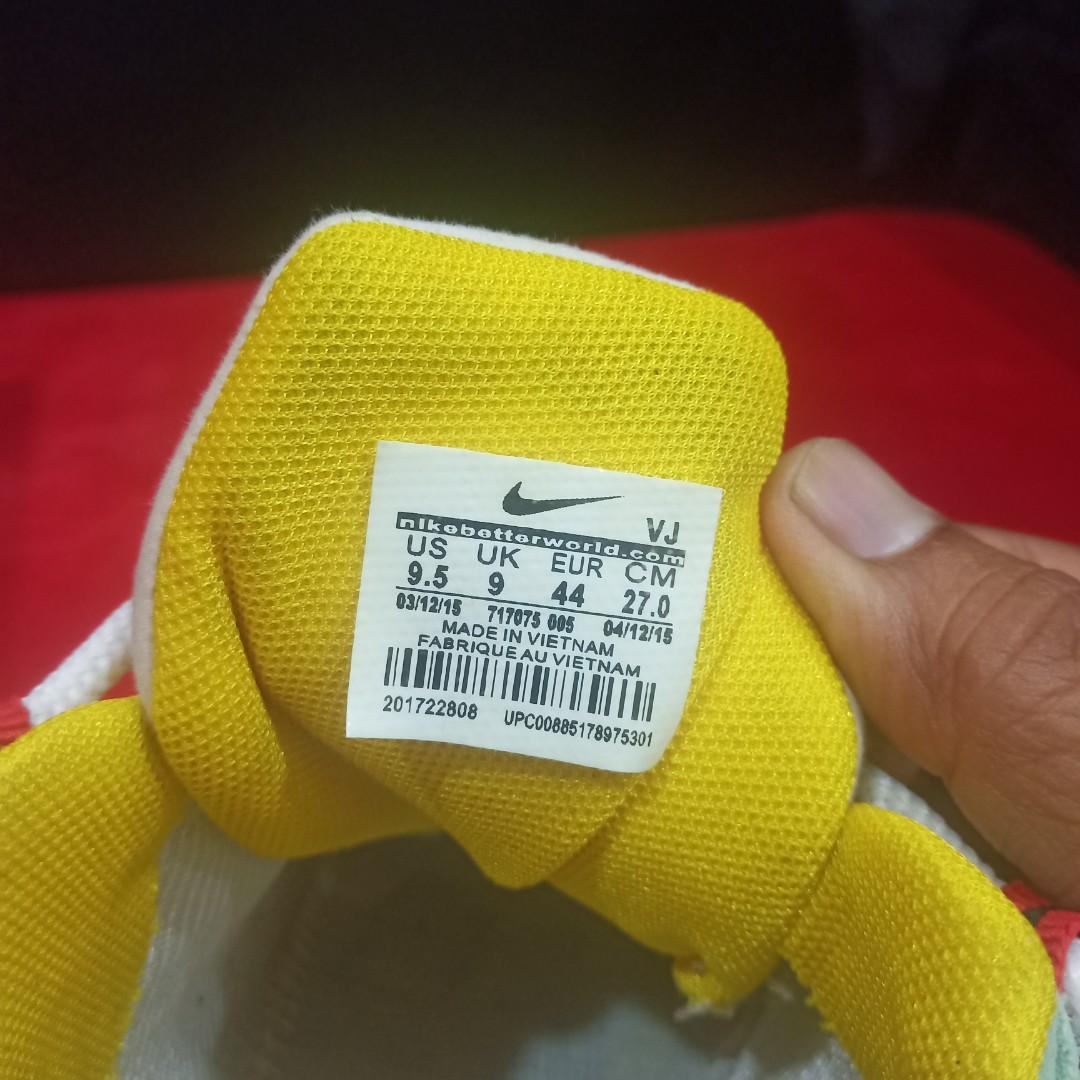 VJ
nikebetterworld.com
US UK EUR CM
9.5 9 44 27.0
03/12/15 717075 005 04/12/15
MADE IN VIETNAM
FABRIQUE AU VIETNAM
201722808 UPC00885178975301